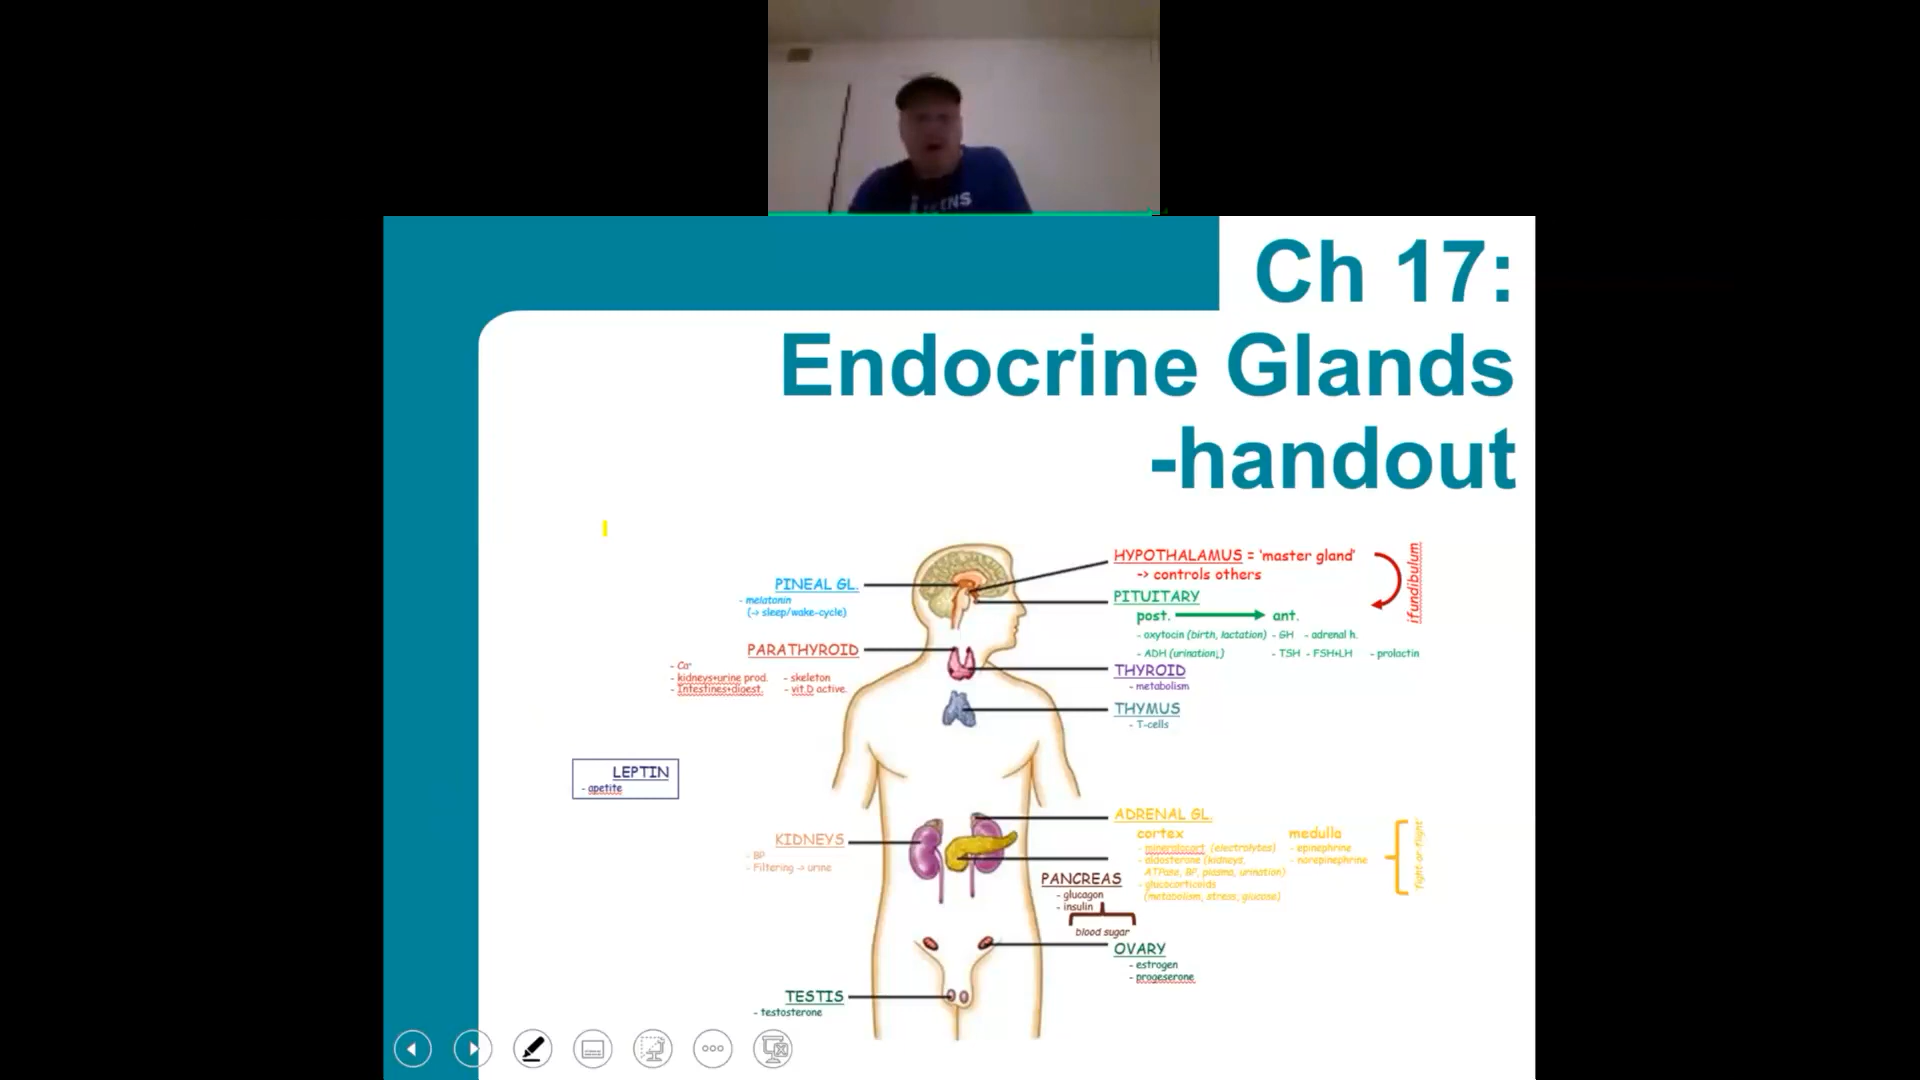 Ch 17:
Endocrine Glands
-handout
HYPOTHALAMUS = 'master gland'
-> controls others
ifundibulum
PINEAL GL.
- melatonin
(-> sleep/wake-cycle)
PITUITARY
post. ant.
- oxytocin (birth, lactation) - GH - adrenal h.
- ADH (urination↓) - TSH - FSH+LH - prolactin
PARATHYROID
- Ca⁺
- kidneys+urine prod. - skeleton
- Intestines+digest. - vit.D active.
THYROID
- metabolism
THYMUS
- T-cells
LEPTIN
- apetite
ADRENAL GL.
cortex medulla
- mineralocort (electrolytes) - epinephrine
- aldosterone (kidneys, - norepinephrine
ATPase, BP, plasma, urination)
- glucocorticoids
(metabolism, stress, glucose)
fight-or-flight
KIDNEYS
- BP
- Filtering -> urine
PANCREAS
- glucagon
- insulin
blood sugar
OVARY
- estrogen
- progeserone
TESTIS
- testosterone